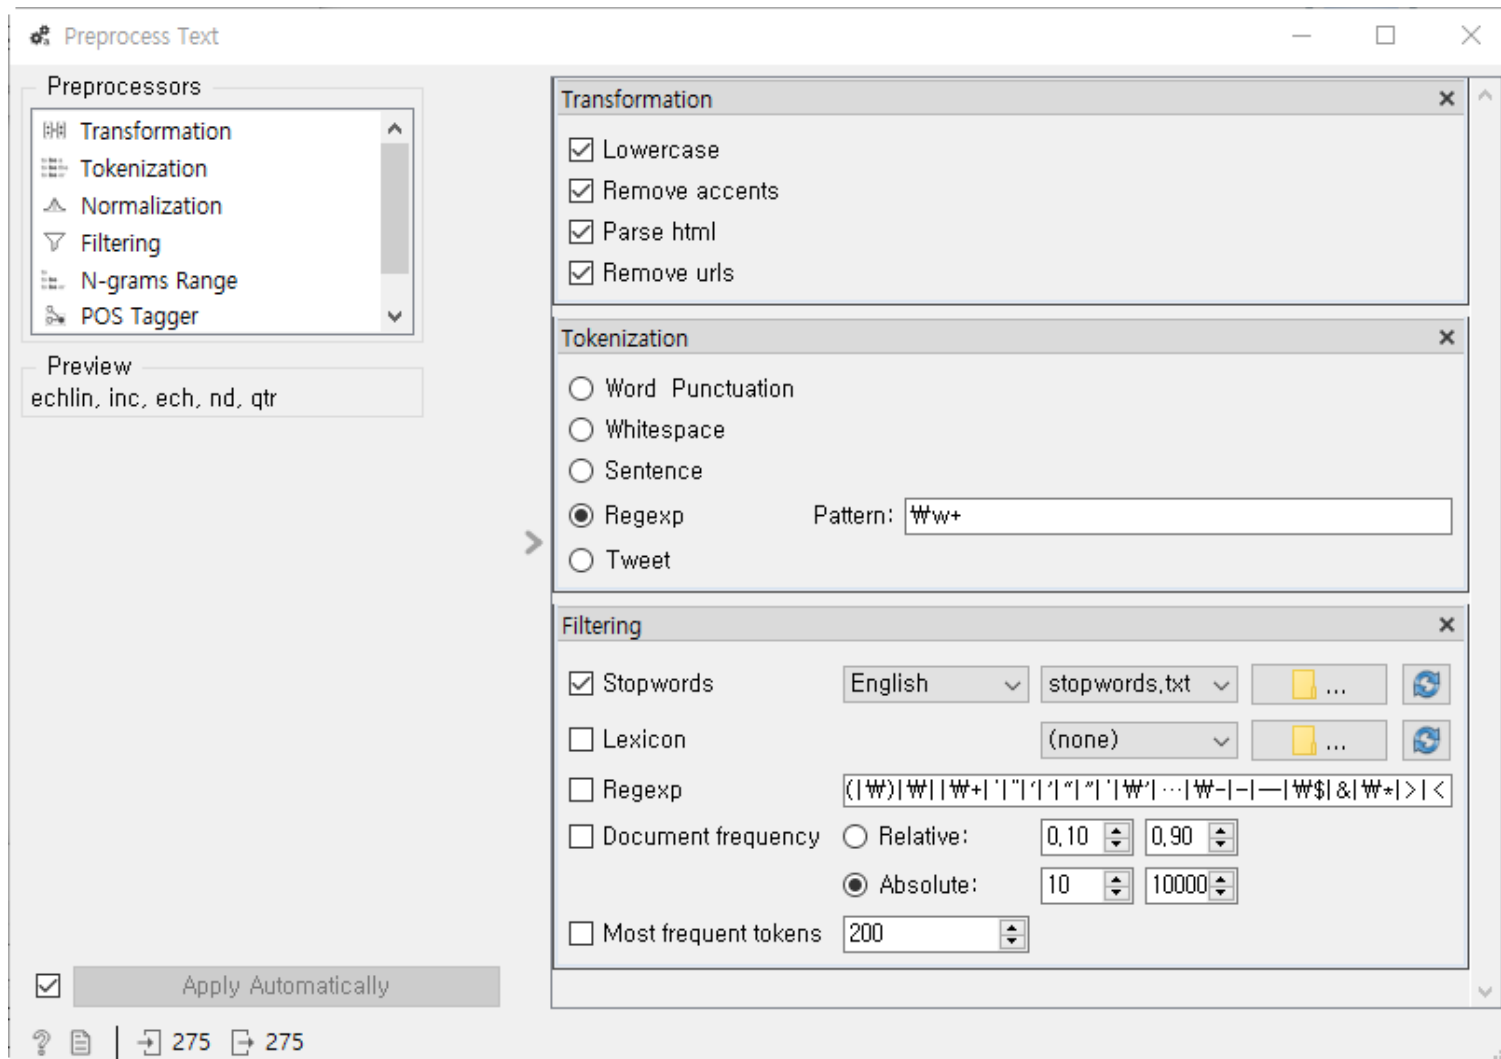 Preprocess Text
Preprocessors
Transformation
Tokenization
Normalization
Filtering
N-grams Range
POS Tagger
Preview
echlin, inc, ech, nd, qtr
Transformation
Lowercase
Remove accents
Parse html
Remove urls
Tokenization
Word Punctuation
Whitespace
Sentence
Regexp Pattern: ₩w+
Tweet
Filtering
Stopwords English stopwords.txt ...
Lexicon (none) ...
Regexp (|₩)|₩||₩+|'|"|‘|’|“|”|'|₩'|…|₩-|–|—|₩$|&|₩*|>|<
Document frequency Relative: 0.10 0.90
Absolute: 10 10000
Most frequent tokens 200
Apply Automatically
? 275 275